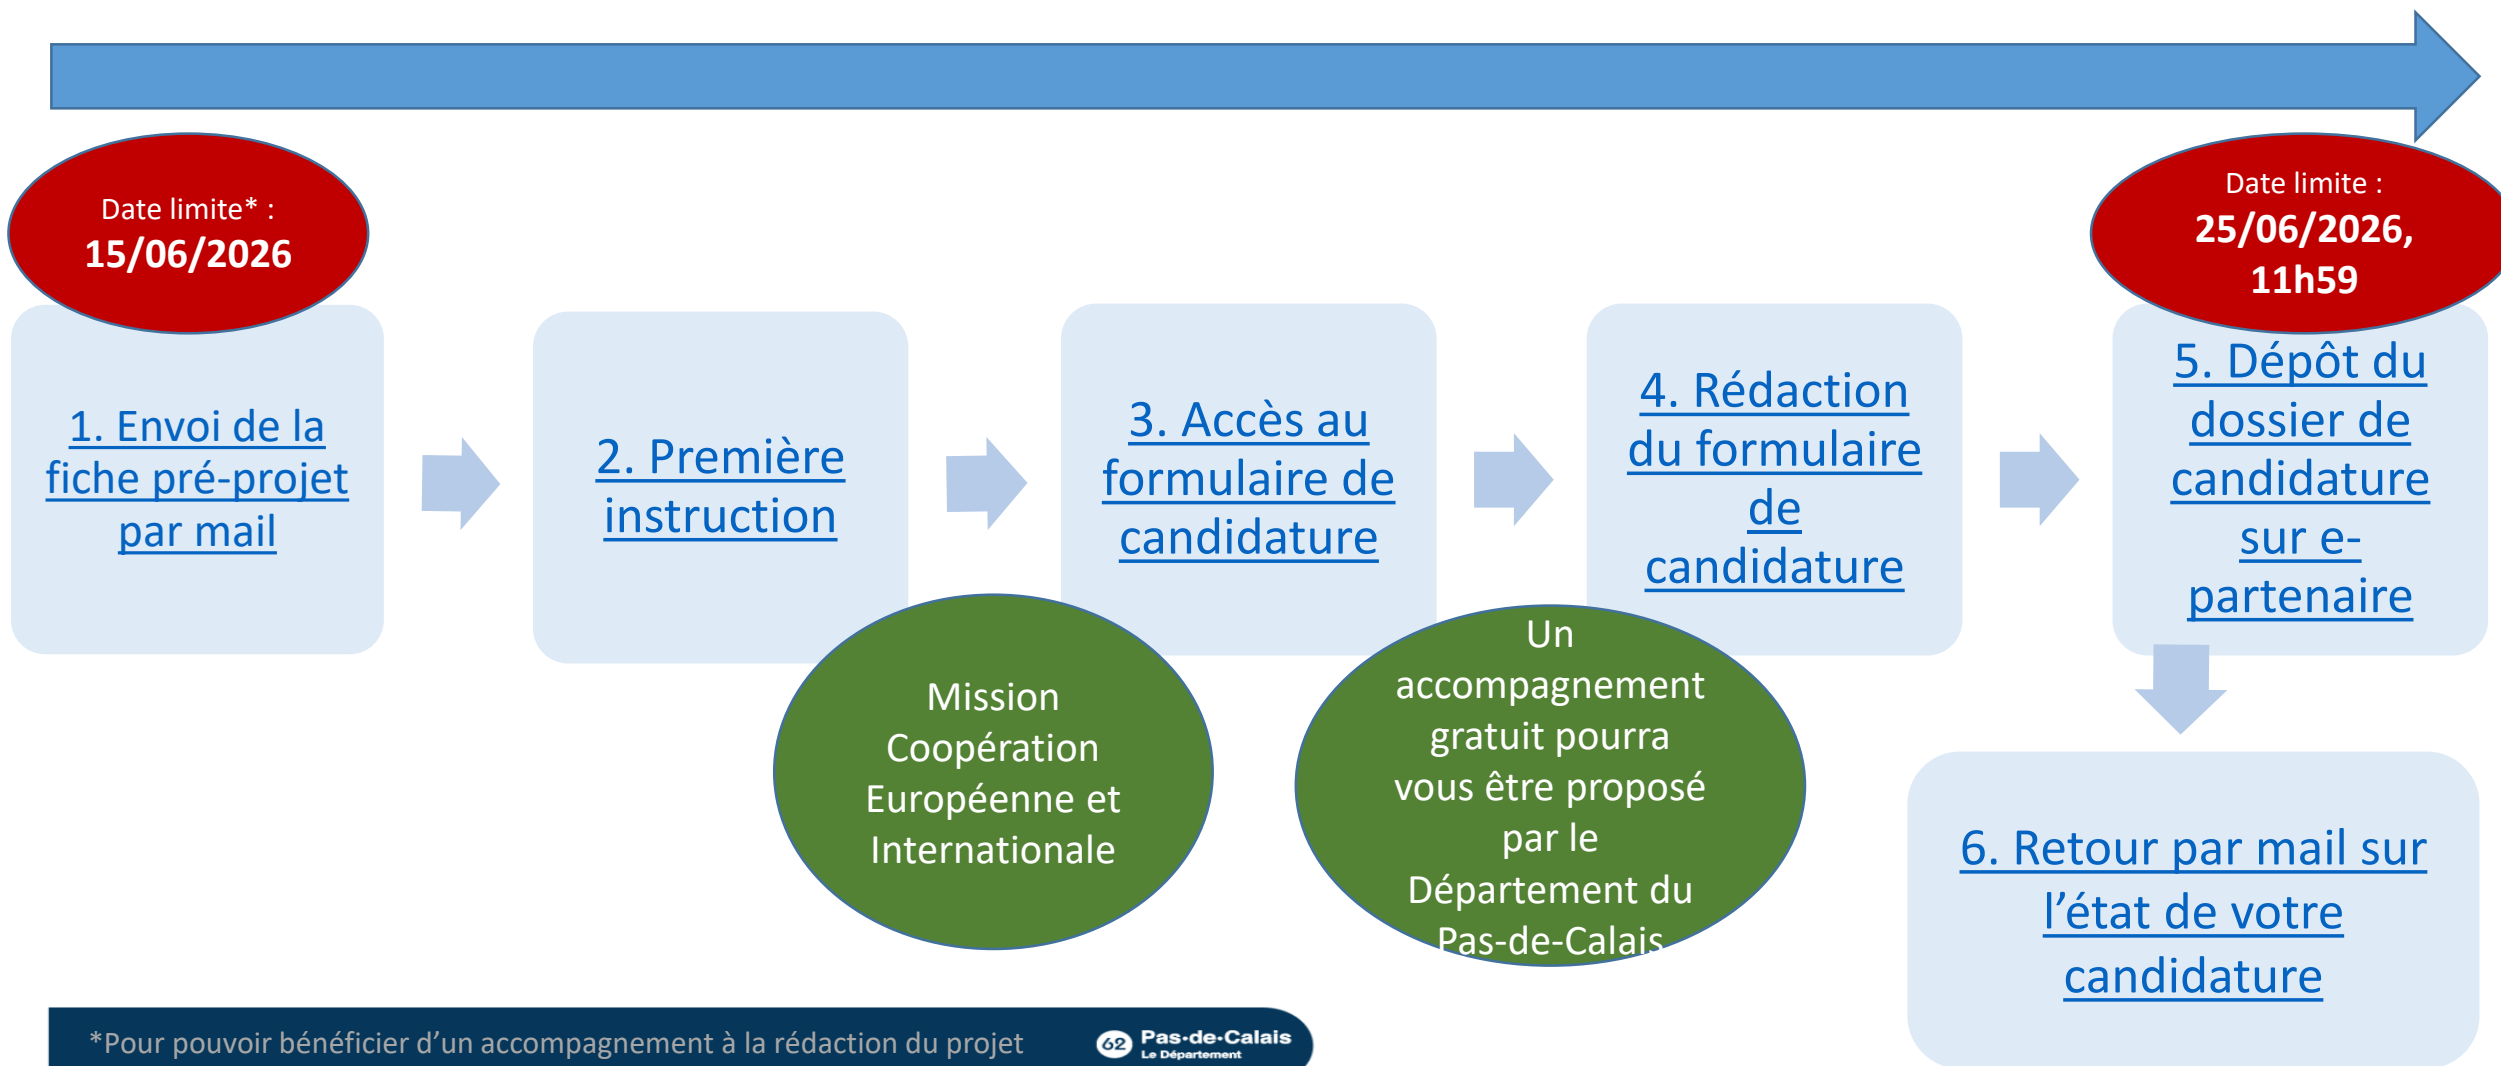 Date limite* :
15/06/2026
1. Envoi de la
fiche pré-projet
par mail
2. Première
instruction
Mission
Coopération
Européenne et
Internationale
3. Accès au
formulaire de
candidature
4. Rédaction
du formulaire
de
candidature
Un
accompagnement
gratuit pourra
vous être proposé
par le
Département du
Pas-de-Calais
Date limite :
25/06/2026,
11h59
5. Dépôt du
dossier de
candidature
sur e-
partenaire
6. Retour par mail sur
l’état de votre
candidature
*Pour pouvoir bénéficier d’un accompagnement à la rédaction du projet
62
Pas-de-Calais
Le Département